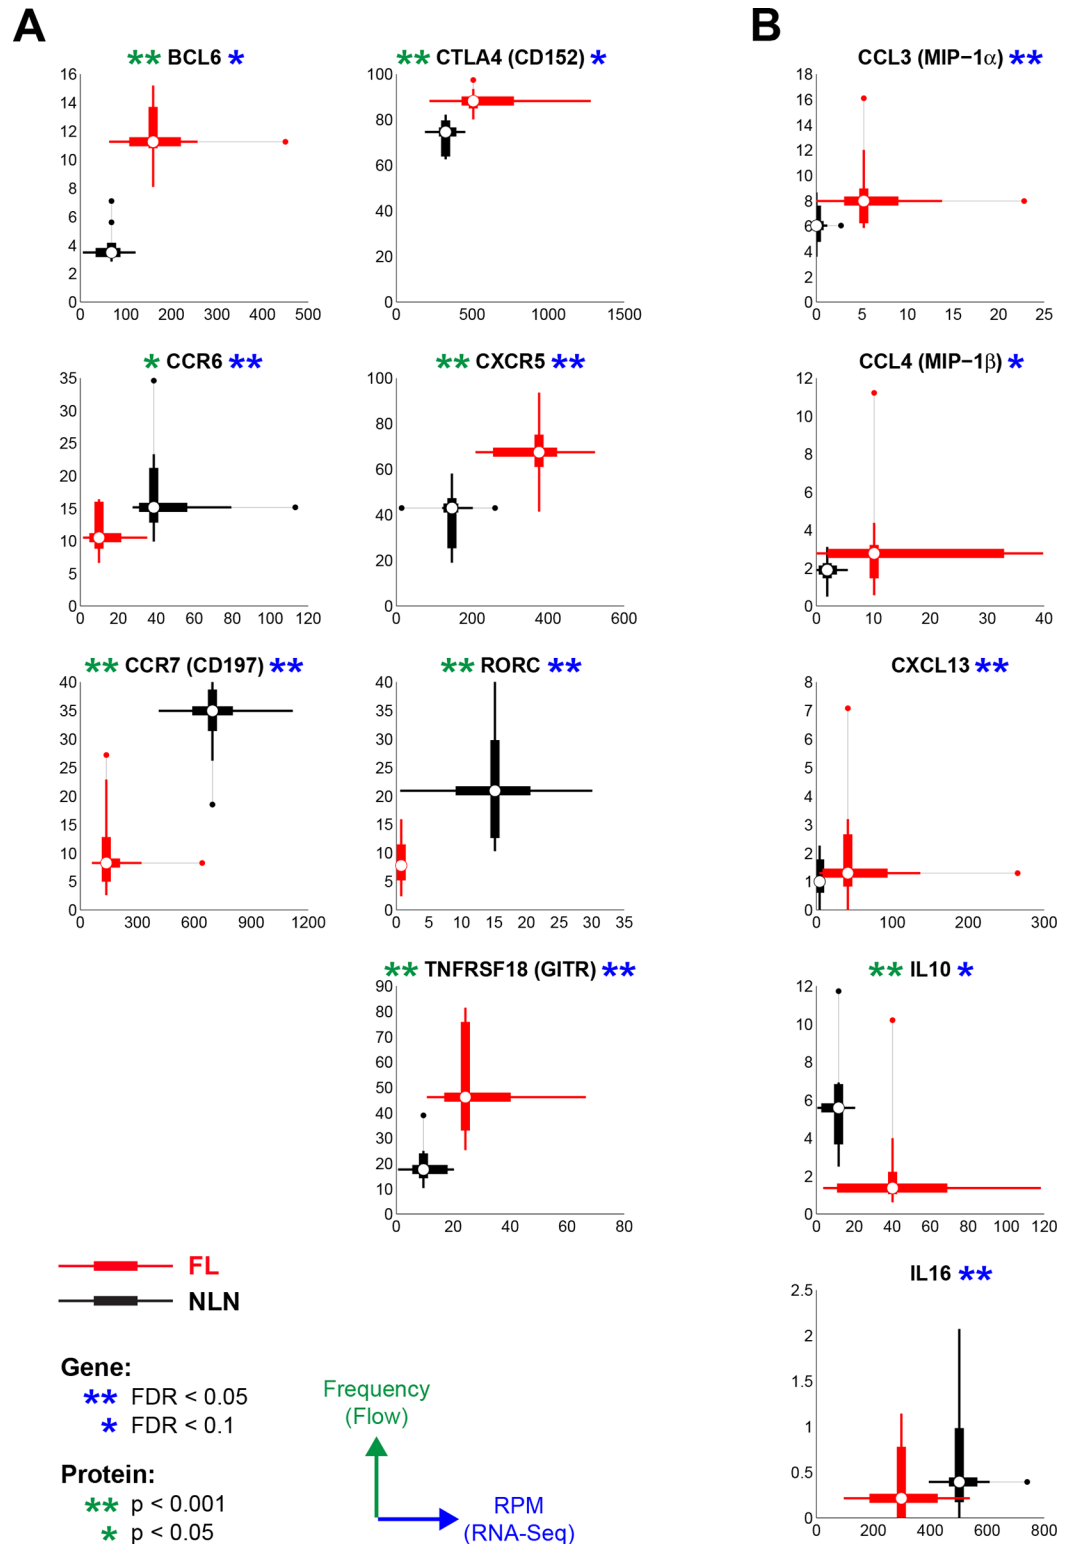 A
B
** BCL6 *
16
14
12
10
8
6
4
2
0
0 100 200 300 400 500
** CTLA4 (CD152) *
100
80
60
40
20
0
0 500 1000 1500
CCL3 (MIP−1α) **
18
16
14
12
10
8
6
4
2
0
0 5 10 15 20 25
* CCR6 **
35
30
25
20
15
10
5
0
0 20 40 60 80 100 120
** CXCR5 **
100
80
60
40
20
0
0 200 400 600
CCL4 (MIP−1β) *
12
10
8
6
4
2
0
0 10 20 30 40
** CCR7 (CD197) **
40
35
30
25
20
15
10
5
0
0 300 600 900 1200
** RORC **
40
35
30
25
20
15
10
5
0
0 5 10 15 20 25 30 35
CXCL13 **
8
7
6
5
4
3
2
1
0
0 100 200 300
** TNFRSF18 (GITR) **
90
80
70
60
50
40
30
20
10
0
0 20 40 60 80
** IL10 *
12
10
8
6
4
2
0
0 20 40 60 80 100 120
IL16 **
2.5
2
1.5
1
0.5
0
0 200 400 600 800
FL
NLN
Gene:
** FDR < 0.05
* FDR < 0.1
Protein:
** p < 0.001
* p < 0.05
Frequency
(Flow)
RPM
(RNA-Seq)